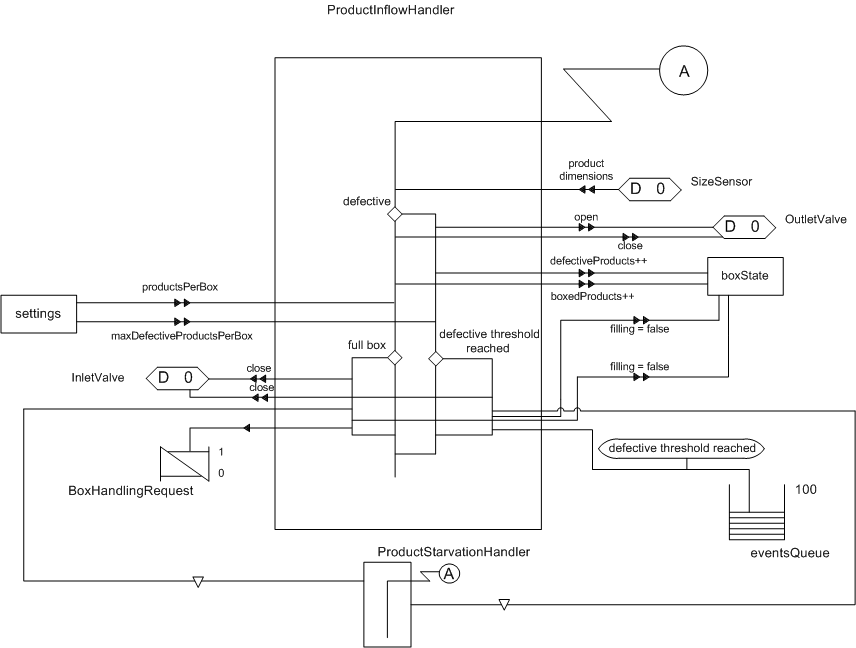 ProductInflowHandler
A
product
dimensions
D 0
SizeSensor
defective
open
D 0
OutletValve
close
defectiveProducts++
boxState
productsPerBox
boxedProducts++
settings
maxDefectiveProductsPerBox
filling = false
full box
defective threshold
reached
filling = false
InletValve
D 0
close
close
defective threshold reached
1
0
BoxHandlingRequest
100
eventsQueue
ProductStarvationHandler
A